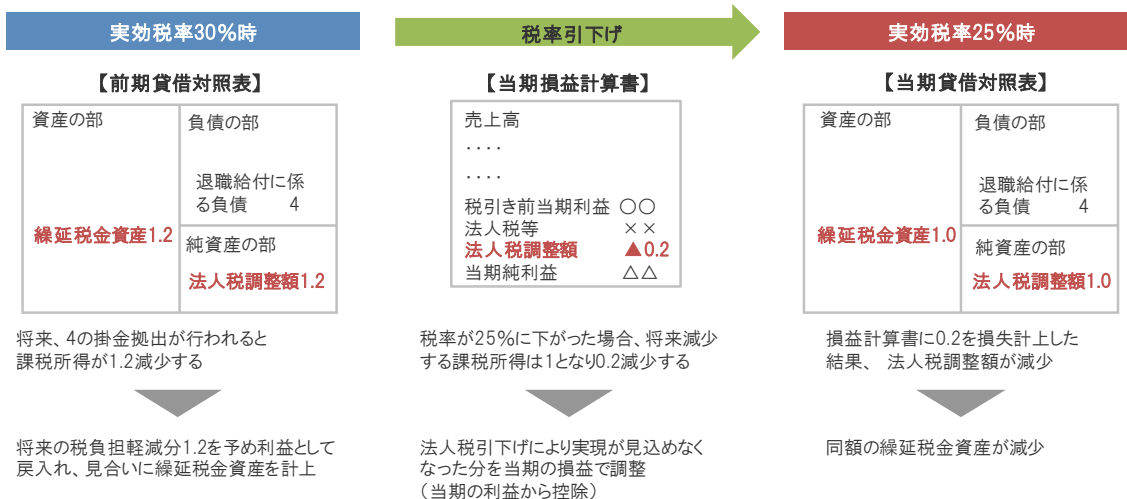 実効税率30%時
税率引下げ
実効税率25%時
【前期貸借対照表】
資産の部
負債の部
退職給付に係
る負債 4
繰延税金資産1.2
純資産の部
法人税調整額1.2
【当期損益計算書】
売上高
・・・・
・・・・
税引き前当期利益 〇〇
法人税等 ××
法人税調整額 ▲0.2
当期純利益 △△
【当期貸借対照表】
資産の部
負債の部
退職給付に係
る負債 4
繰延税金資産1.0
純資産の部
法人税調整額1.0
将来、4の掛金拠出が行われると
課税所得が1.2減少する
税率が25%に下がった場合、将来減少
する課税所得は1となり0.2減少する
損益計算書に0.2を損失計上した
結果、 法人税調整額が減少
将来の税負担軽減分1.2を予め利益として
戻入れ、見合いに繰延税金資産を計上
法人税引下げにより実現が見込めなく
なった分を当期の損益で調整
(当期の利益から控除)
同額の繰延税金資産が減少